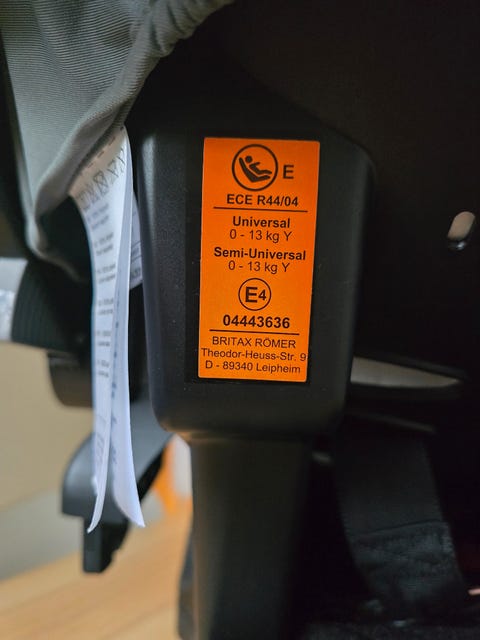 E
ECE R44/04
Universal
0 - 13 kg Y
Semi-Universal
0 - 13 kg Y
E4
04443636
BRITAX RÖMER
Theodor-Heuss-Str. 9
D - 89340 Leipheim